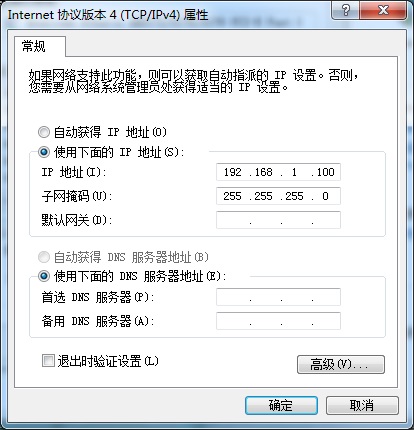 Internet 协议版本 4 (TCP/IPv4) 属性
常规
如果网络支持此功能，则可以获取自动指派的 IP 设置。否则，
您需要从网络系统管理员处获得适当的 IP 设置。
自动获得 IP 地址(O)
使用下面的 IP 地址(S):
IP 地址(I): 192 .168 . 1 .100
子网掩码(U): 255 .255 .255 . 0
默认网关(D): . . .
自动获得 DNS 服务器地址(B)
使用下面的 DNS 服务器地址(E):
首选 DNS 服务器(P): . . .
备用 DNS 服务器(A): . . .
退出时验证设置(L)
高级(V)...
确定 取消